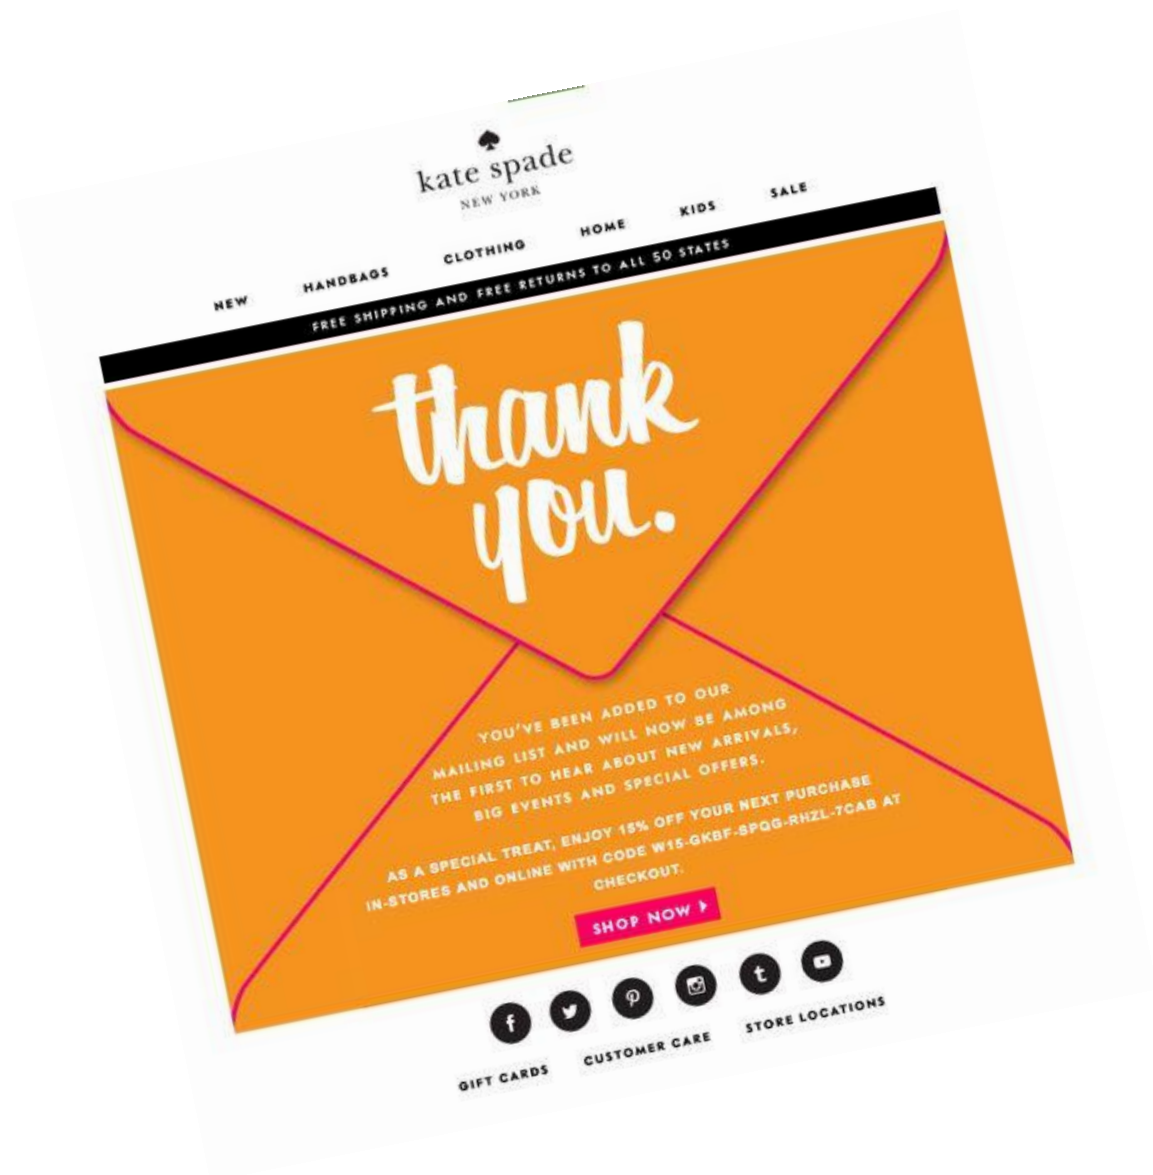 kate spade
NEW YORK
NEW HANDBAGS CLOTHING HOME KIDS SALE
FREE SHIPPING AND FREE RETURNS TO ALL 50 STATES
thank
you.
YOU'VE BEEN ADDED TO OUR
MAILING LIST AND WILL NOW BE AMONG
THE FIRST TO HEAR ABOUT NEW ARRIVALS,
BIG EVENTS AND SPECIAL OFFERS.
AS A SPECIAL TREAT, ENJOY 15% OFF YOUR NEXT PURCHASE
IN-STORES AND ONLINE WITH CODE W15-GKBF-SPQG-RHZL-7CAB AT
CHECKOUT.
SHOP NOW
GIFT CARDS CUSTOMER CARE STORE LOCATIONS